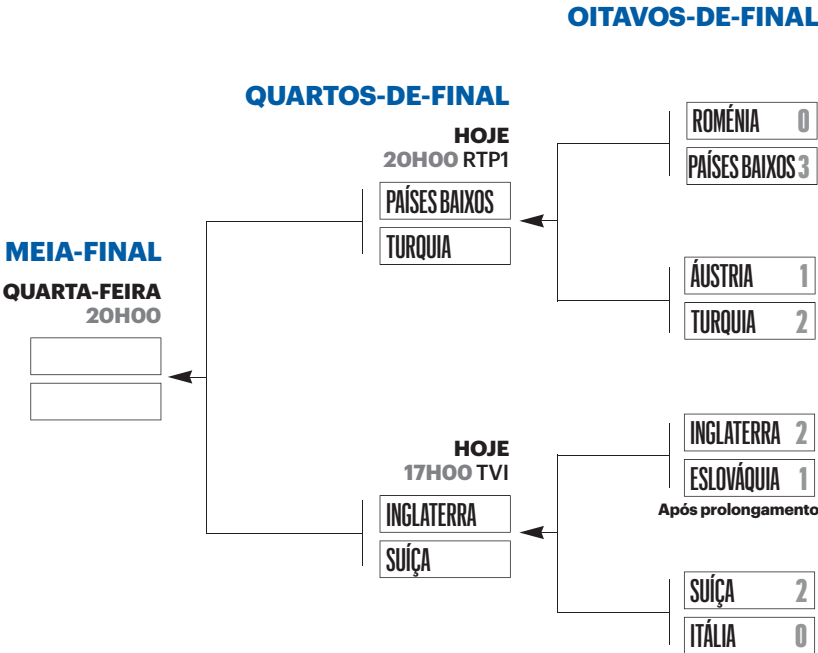 OITAVOS-DE-FINAL
QUARTOS-DE-FINAL
HOJE
20H00 RTP1
PAÍSES BAIXOS
TURQUIA
MEIA-FINAL
QUARTA-FEIRA
20H00
HOJE
17H00 TVI
INGLATERRA
SUÍÇA
ROMÉNIA 0
PAÍSES BAIXOS 3
ÁUSTRIA 1
TURQUIA 2
INGLATERRA 2
ESLOVÁQUIA 1
Após prolongamento
SUÍÇA 2
ITÁLIA 0